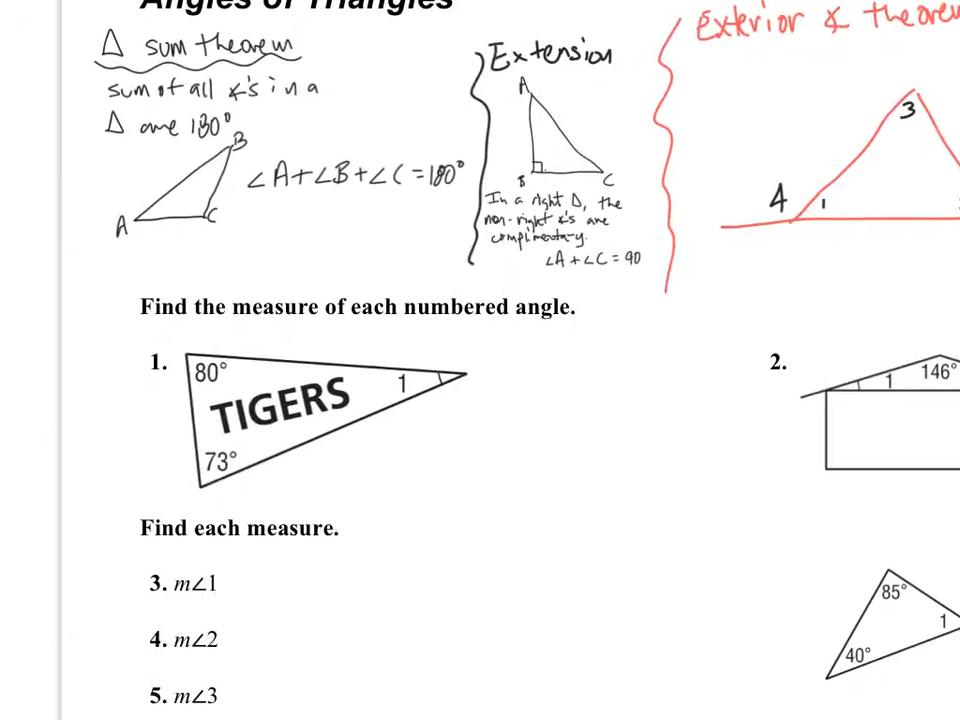 Angles of Triangles
Δ sum theorem
sum of all ∡'s in a
Δ are 180°
B
A
C
∠A+∠B+∠C=180°
Extension
A
B
C
In a right Δ, the
non-right ∡'s are
complimentary.
∠A+∠C=90
Exterior ∡ theorem
3
4
1
Find the measure of each numbered angle.
1.
80°
TIGERS
1
73°
2.
1
146°
Find each measure.
3. m∠1
4. m∠2
5. m∠3
85°
1
40°